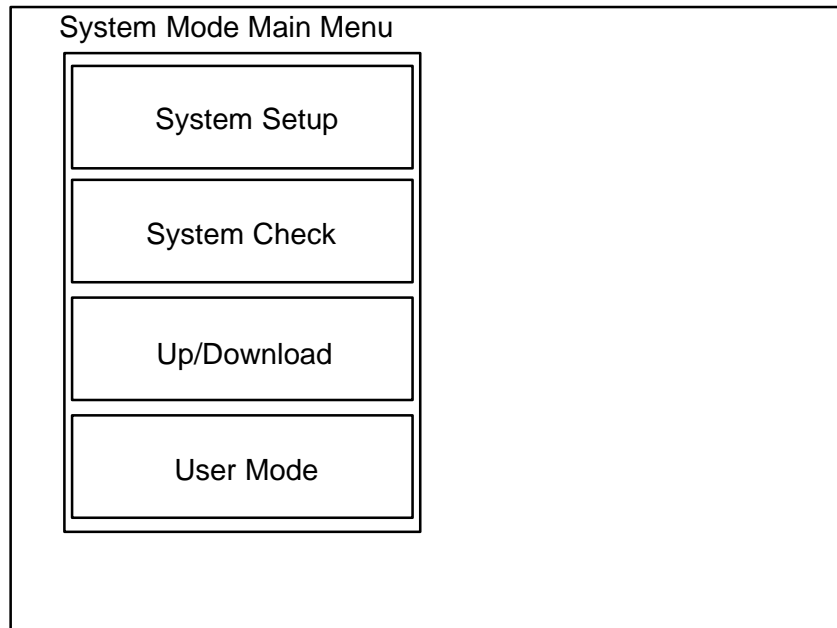 System Mode Main Menu
System Setup
System Check
Up/Download
User Mode